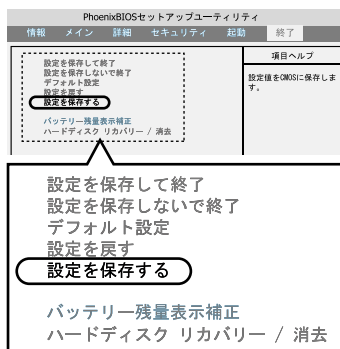 PhoenixBIOSセットアップユーティリティ
情報 メイン 詳細 セキュリティ 起動 終了
項目ヘルプ
設定を保存して終了
設定を保存しないで終了
デフォルト設定
設定を戻す
設定を保存する
バッテリー残量表示補正
ハードディスク リカバリー / 消去
設定値をCMOSに保存しま
す。
設定を保存して終了
設定を保存しないで終了
デフォルト設定
設定を戻す
設定を保存する
バッテリー残量表示補正
ハードディスク リカバリー / 消去